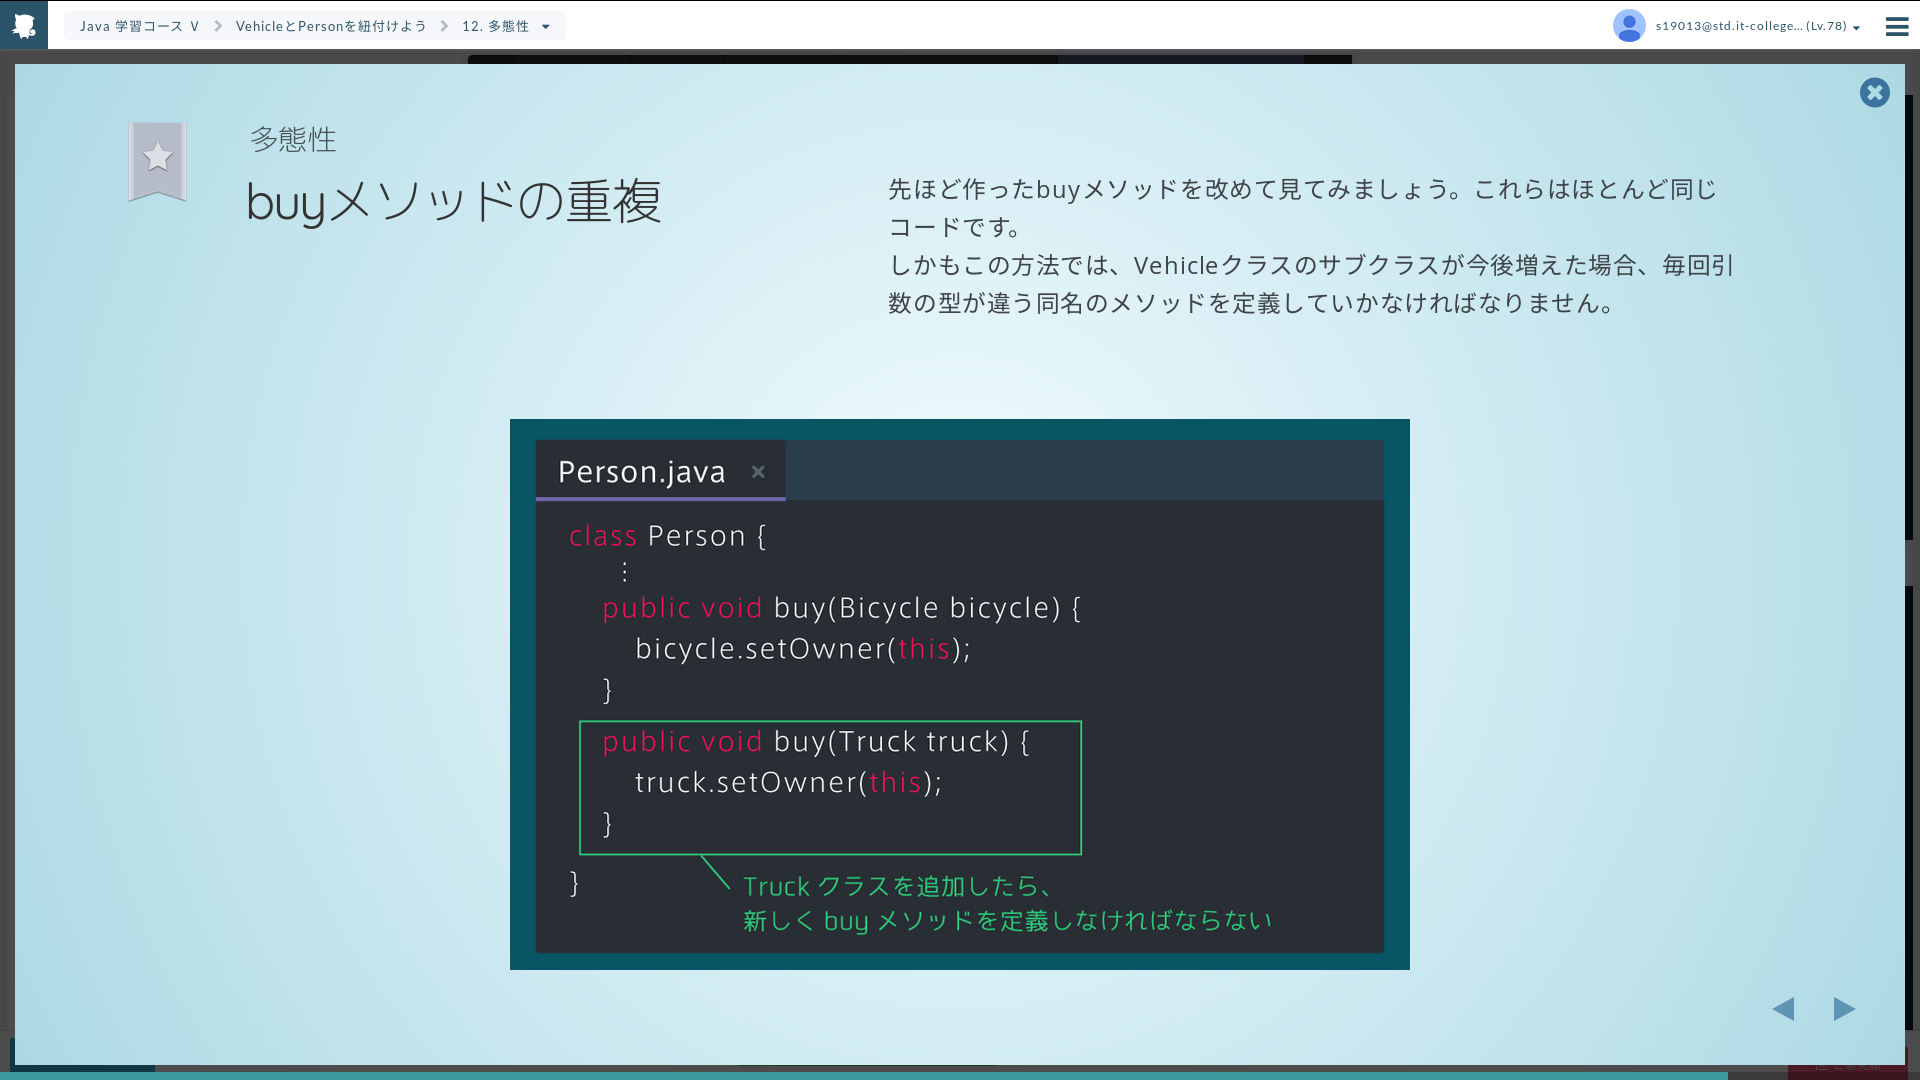 Java 学習コース Ⅴ
VehicleとPersonを紐付けよう
12. 多態性
s19013@std.it-college... (Lv.78)
多態性
buyメソッドの重複
先ほど作ったbuyメソッドを改めて見てみましょう。これらはほとんど同じ
コードです。
しかもこの方法では、Vehicleクラスのサブクラスが今後増えた場合、毎回引
数の型が違う同名のメソッドを定義していかなければなりません。
Person.java ×
class Person {
⋮
public void buy(Bicycle bicycle) {
bicycle.setOwner(this);
}
public void buy(Truck truck) {
truck.setOwner(this);
}
}
Truck クラスを追加したら、
新しく buy メソッドを定義しなければならない